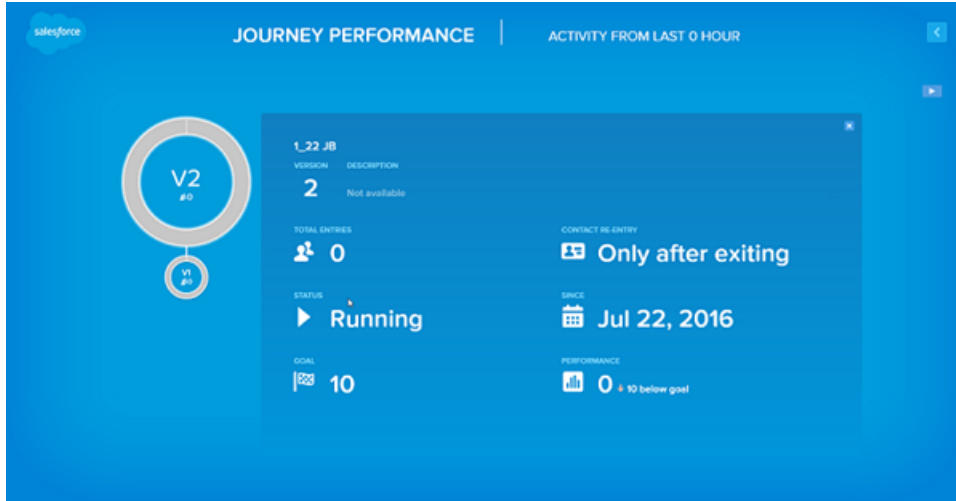 salesforce
JOURNEY PERFORMANCE
ACTIVITY FROM LAST 0 HOUR
V2
0
V1
0
1_22 JB
VERSION DESCRIPTION
2 Not available
TOTAL ENTRIES
0
CONTACT RE-ENTRY
Only after exiting
STATUS
Running
SINCE
Jul 22, 2016
GOAL
10
PERFORMANCE
0 10 below goal